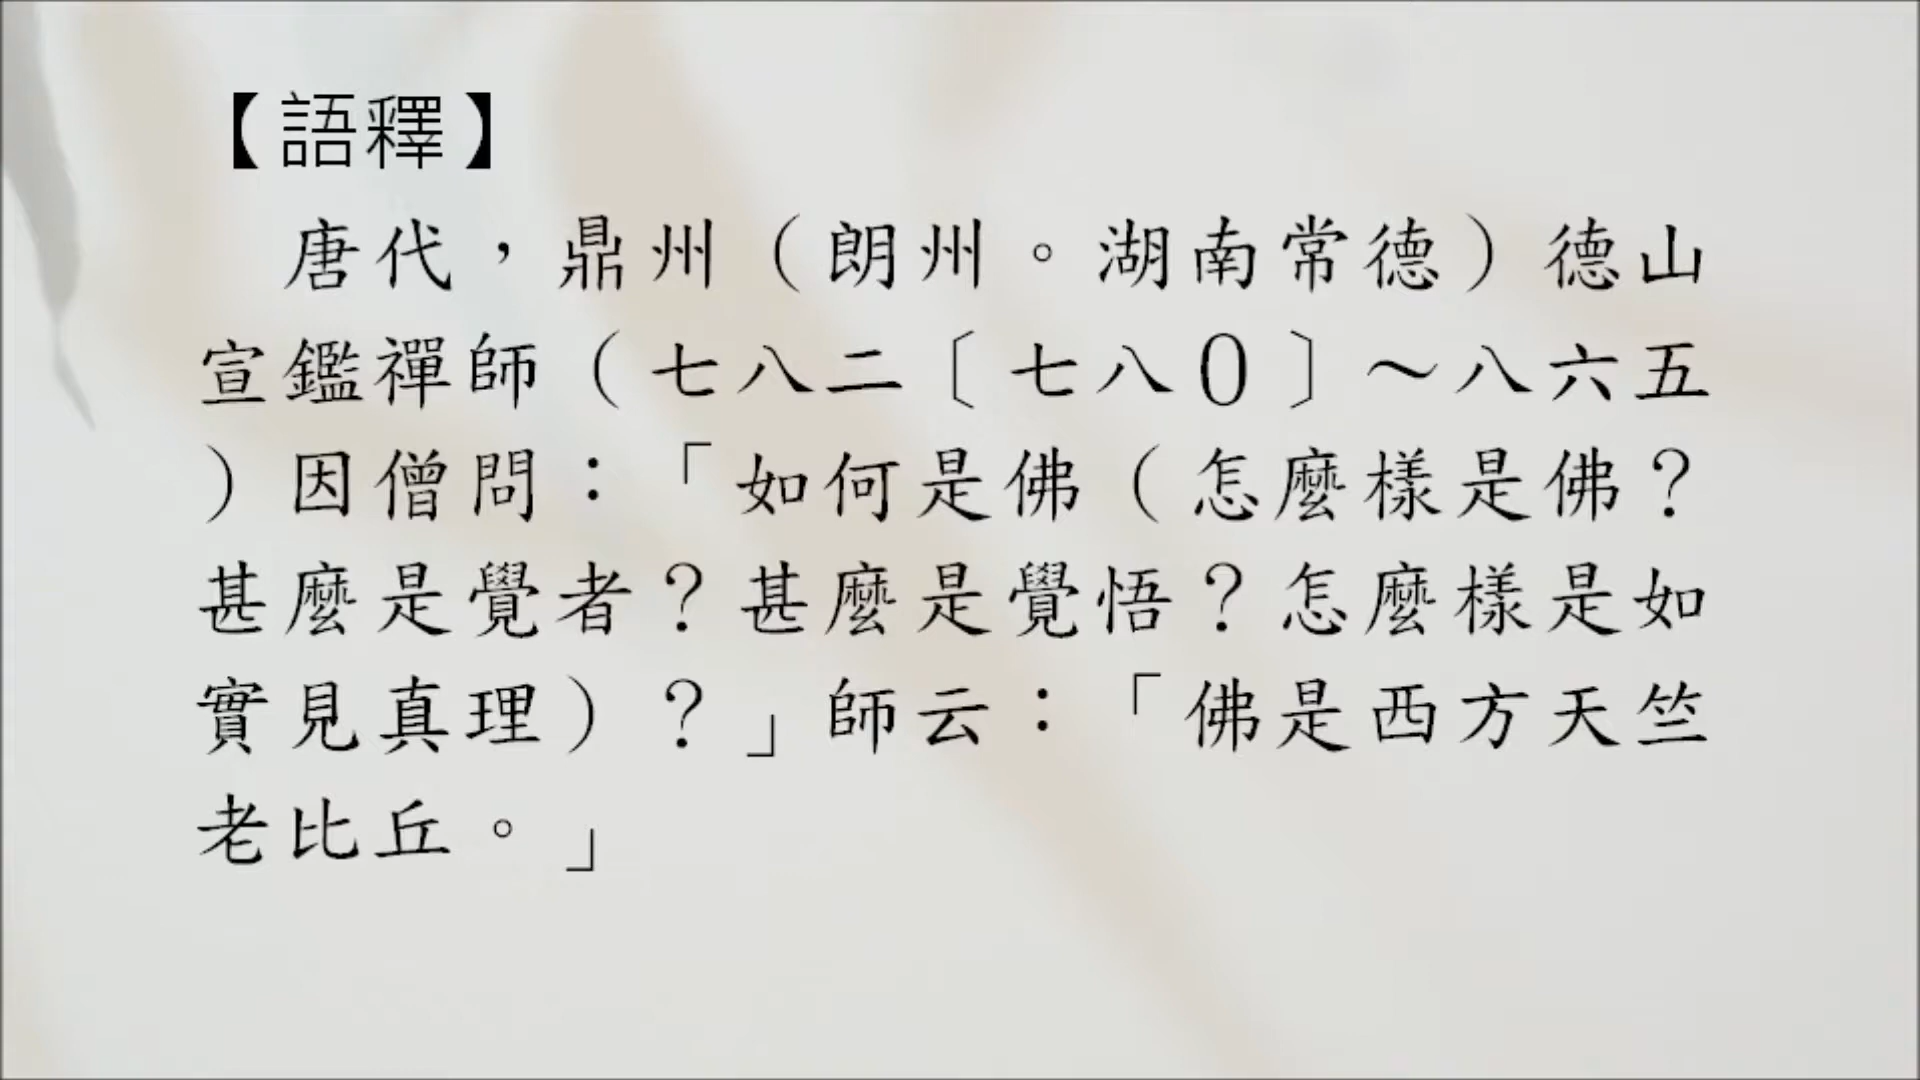 【語釋】
唐代，鼎州（朗州。湖南常德）德山
宣鑑禪師（七八二〔七八0〕～八六五
）因僧問：「如何是佛（怎麼樣是佛？
甚麼是覺者？甚麼是覺悟？怎麼樣是如
實見真理）？」師云：「佛是西方天竺
老比丘。」